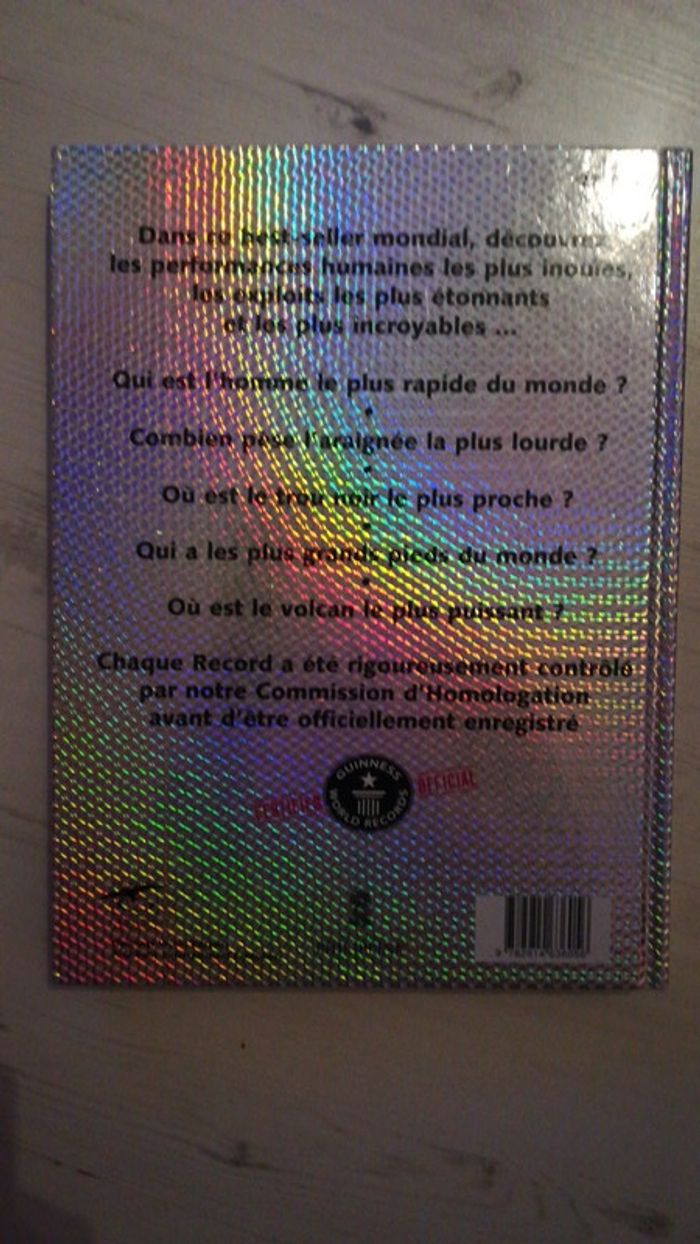 Dans ce best-seller mondial, découvrez
les performances humaines les plus inouïes,
les exploits les plus étonnants
et les plus incroyables ...
Qui est l'homme le plus rapide du monde ?
Combien pèse l'araignée la plus lourde ?
Où est le trou noir le plus proche ?
Qui a les plus grands pieds du monde ?
Où est le volcan le plus puissant ?
Chaque Record a été rigoureusement contrôlé
par notre Commission d'Homologation
avant d'être officiellement enregistré
CERTIFIED OFFICIAL
GUINNESS
WORLD RECORDS